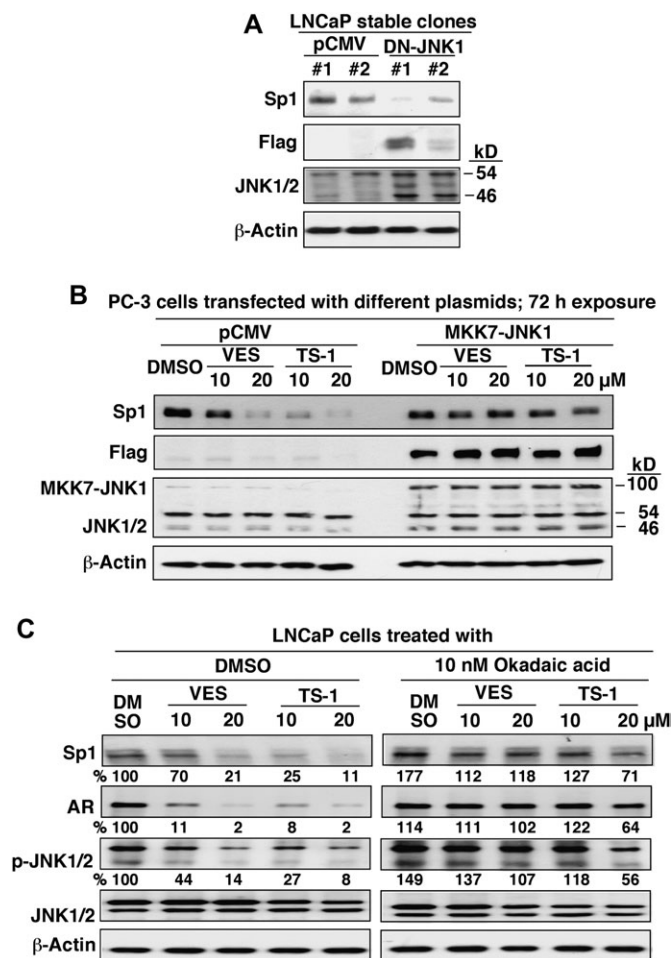 A
LNCaP stable clones
pCMV DN-JNK1
#1 #2 #1 #2
Sp1
Flag
kD
JNK1/2
54
46
β-Actin
B
PC-3 cells transfected with different plasmids; 72 h exposure
pCMV MKK7-JNK1
DMSO VES TS-1 DMSO VES TS-1
10 20 10 20 10 20 10 20 µM
Sp1
Flag
kD
MKK7-JNK1 100
JNK1/2 54
46
β-Actin
C
LNCaP cells treated with
DMSO 10 nM Okadaic acid
DM SO VES TS-1 DM SO VES TS-1
10 20 10 20 10 20 10 20 µM
Sp1
% 100 70 21 25 11 177 112 118 127 71
AR
% 100 11 2 8 2 114 111 102 122 64
p-JNK1/2
% 100 44 14 27 8 149 137 107 118 56
JNK1/2
β-Actin